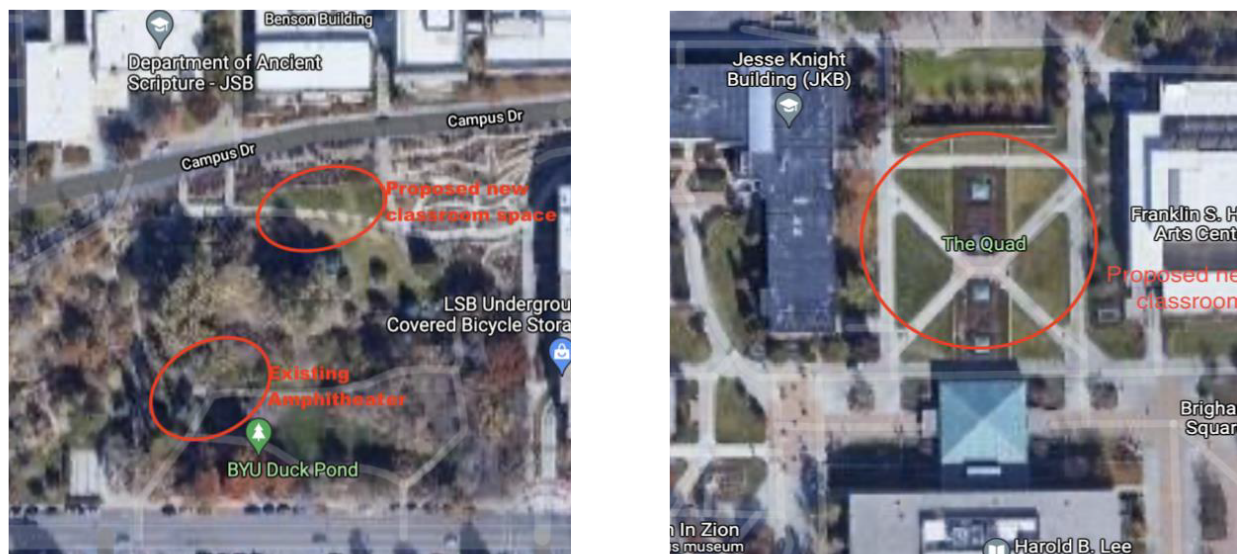 Benson Building
Department of Ancient
Scripture - JSB
Campus Dr
Campus Dr
Proposed new
classroom space
LSB Undergrou
Covered Bicycle Stora
Existing
Amphitheater
BYU Duck Pond
Jesse Knight
Building (JKB)
Franklin S. H
Arts Cent
The Quad
Proposed ne
classroom
Brigha
Squar
n In Zion
us museum
Harold B. Lee